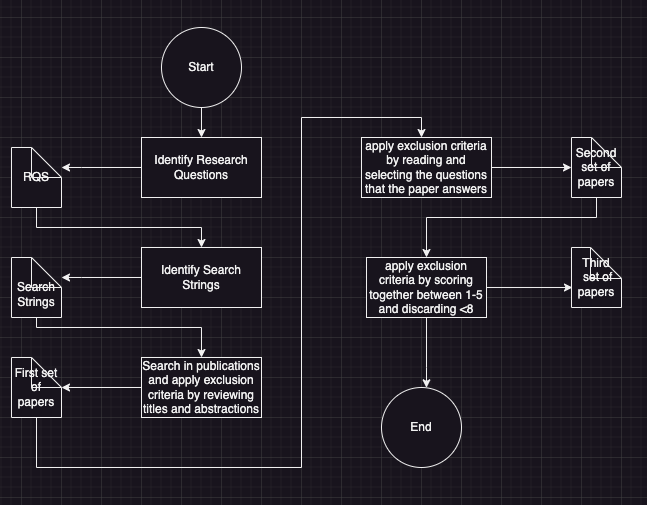 Start
Identify Research
Questions
RQS
Identify Search
Strings
Search
Strings
Search in publications
and apply exclusion
criteria by reviewing
titles and abstractions
First set
of
papers
apply exclusion criteria
by reading and
selecting the questions
that the paper answers
Second
set of
papers
apply exclusion
criteria by scoring
together between 1-5
and discarding <8
Third
set of
papers
End